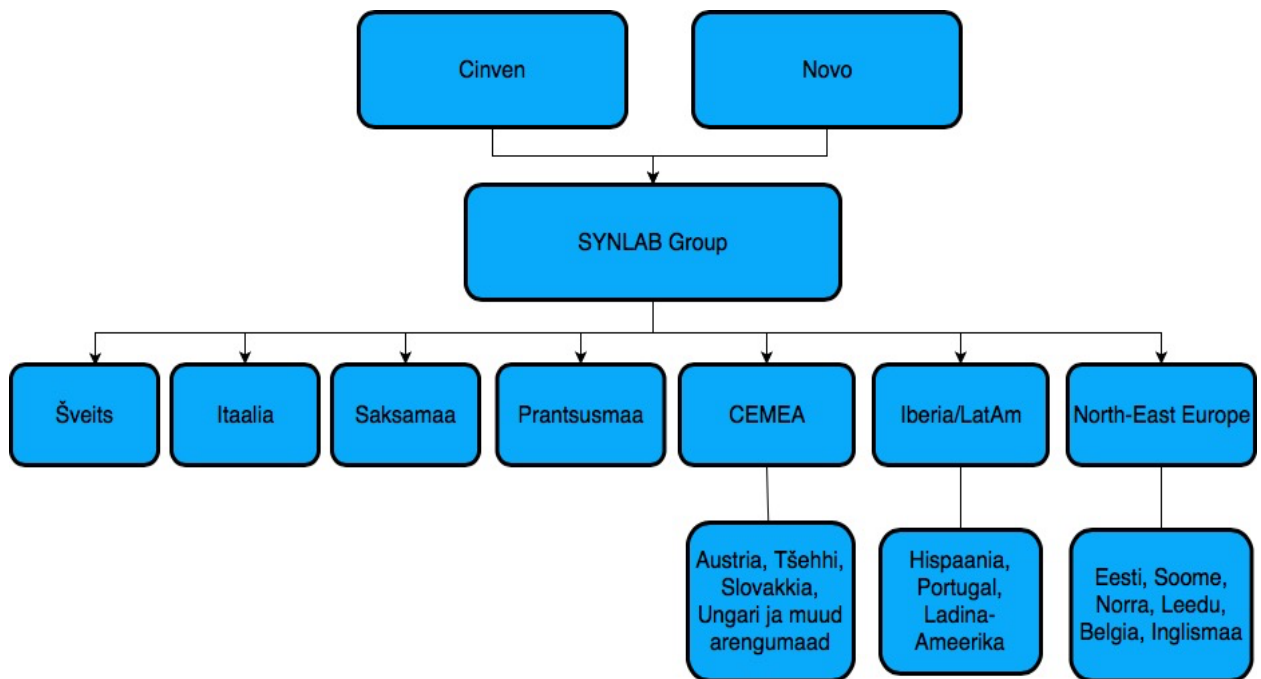 Cinven
Novo
SYNLAB Group
Šveits
Itaalia
Saksamaa
Prantsusmaa
CEMEA
Iberia/LatAm
North-East Europe
Austria, Tšehhi,
Slovakkia,
Ungari ja muud
arengumaad
Hispaania,
Portugal,
Ladina-
Ameerika
Eesti, Soome,
Norra, Leedu,
Belgia, Inglismaa